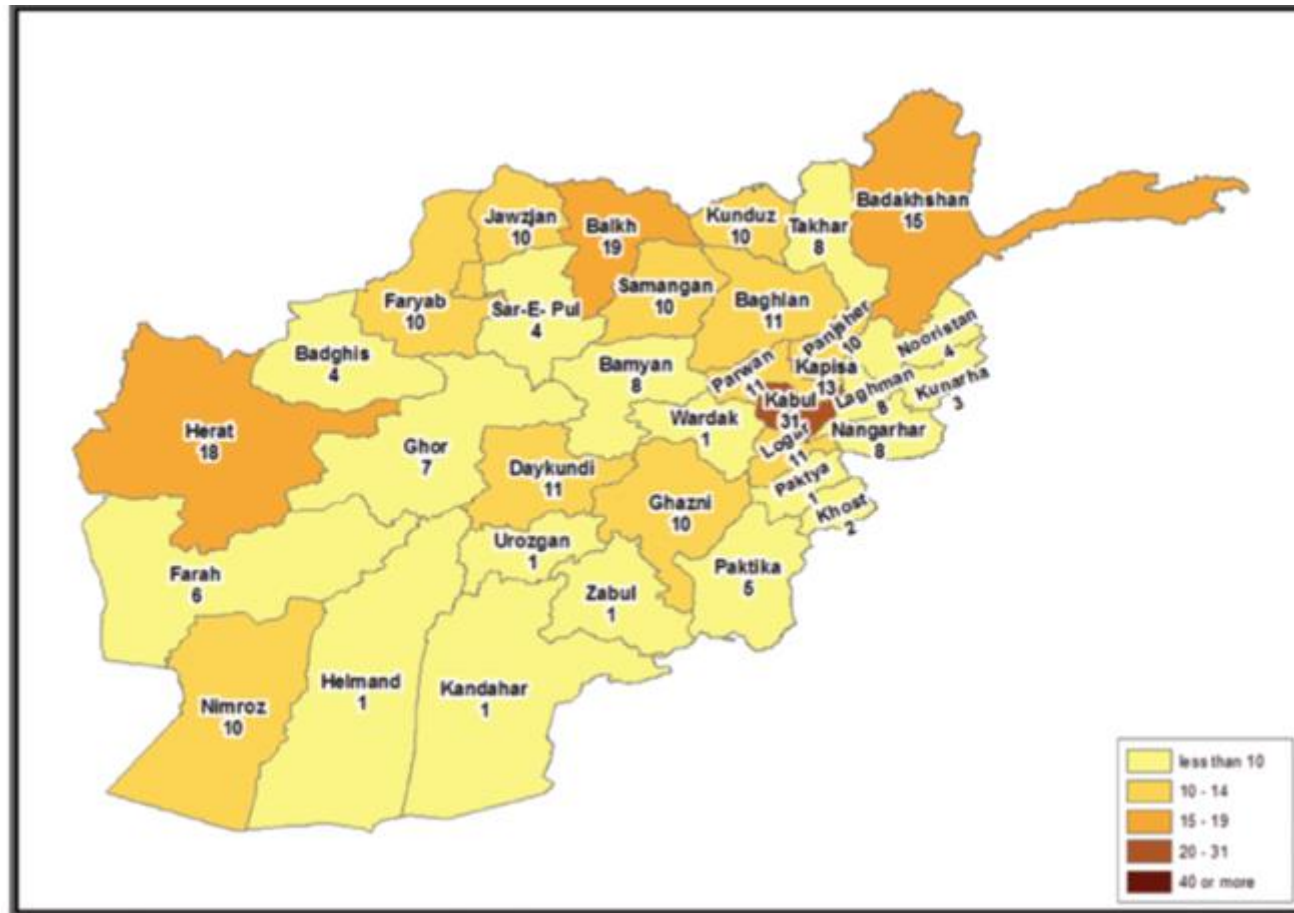 Jawzjan
10
Balkh
19
Kunduz
10
Takhar
8
Badakhshan
15
Faryab
10
Sar-E- Pul
4
Samangan
10
Baghlan
11
Panjsher
10
Nooristan
4
Badghis
4
Bamyan
8
Parwan
11
Kapisa
13
Laghman
8
Kunarha
3
Herat
18
Ghor
7
Wardak
1
Kabul
31
Nangarhar
8
Logar
11
Daykundi
11
Ghazni
10
Paktya
1
Khost
2
Urozgan
1
Farah
6
Zabul
1
Paktika
5
Nimroz
10
Helmand
1
Kandahar
1
less than 10
10 - 14
15 - 19
20 - 31
40 or more